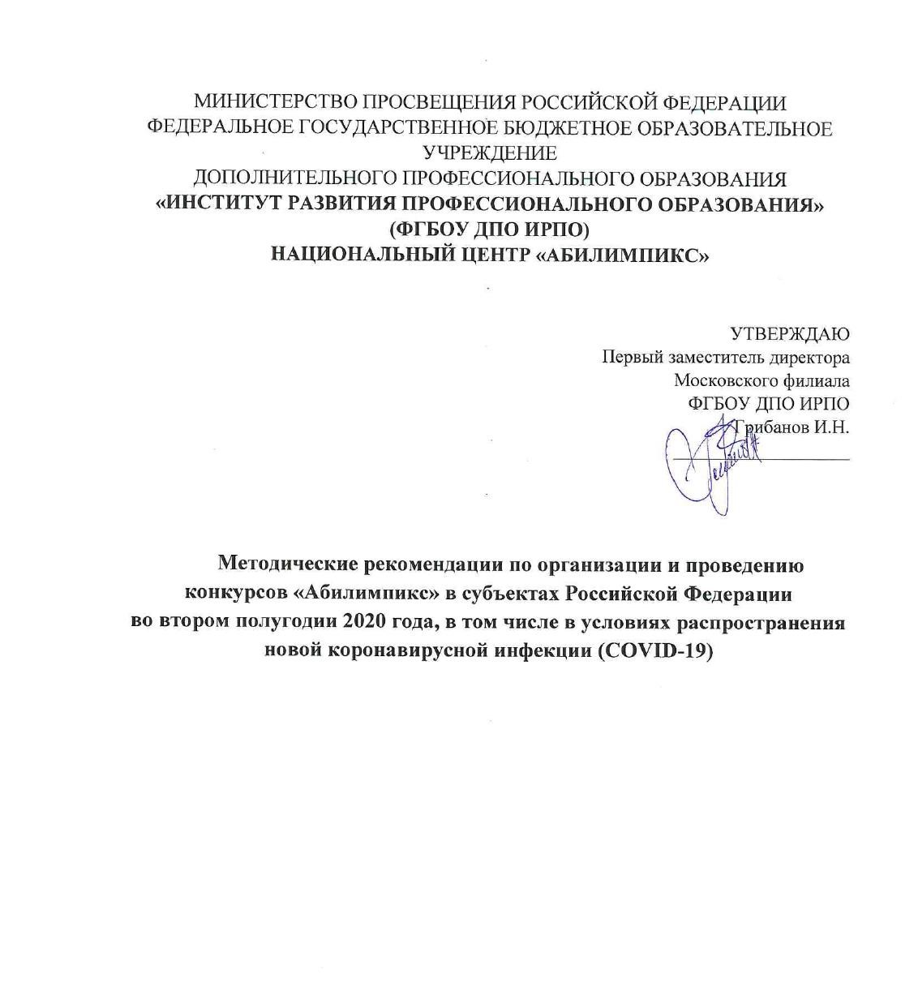 МИНИСТЕРСТВО ПРОСВЕЩЕНИЯ РОССИЙСКОЙ ФЕДЕРАЦИИ
ФЕДЕРАЛЬНОЕ ГОСУДАРСТВЕННОЕ БЮДЖЕТНОЕ ОБРАЗОВАТЕЛЬНОЕ
УЧРЕЖДЕНИЕ
ДОПОЛНИТЕЛЬНОГО ПРОФЕССИОНАЛЬНОГО ОБРАЗОВАНИЯ
«ИНСТИТУТ РАЗВИТИЯ ПРОФЕССИОНАЛЬНОГО ОБРАЗОВАНИЯ»
(ФГБОУ ДПО ИРПО)
НАЦИОНАЛЬНЫЙ ЦЕНТР «АБИЛИМПИКС»
УТВЕРЖДАЮ
Первый заместитель директора
Московского филиала
ФГБОУ ДПО ИРПО
Грибанов И.Н.
Методические рекомендации по организации и проведению
конкурсов «Абилимпикс» в субъектах Российской Федерации
во втором полугодии 2020 года, в том числе в условиях распространения
новой коронавирусной инфекции (COVID-19)